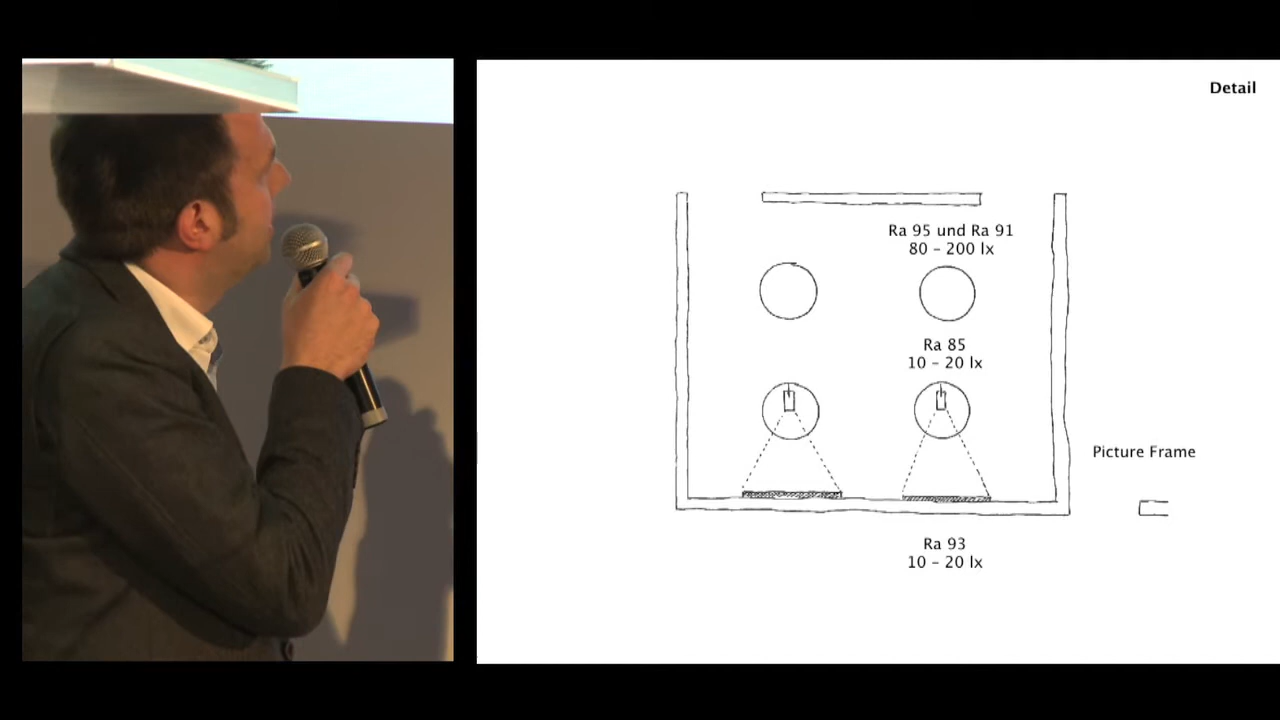 Detail
Ra 95 und Ra 91
80 – 200 lx
Ra 85
10 – 20 lx
Picture Frame
Ra 93
10 – 20 lx